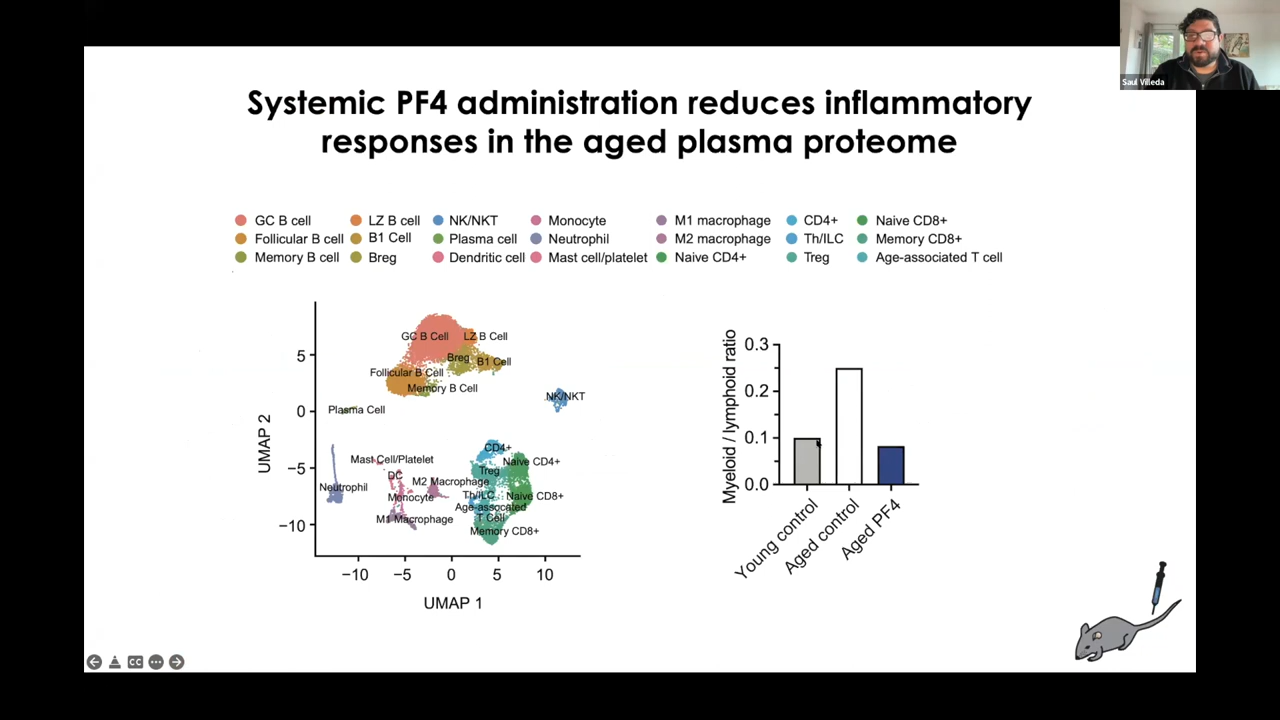 Saul Villeda
Systemic PF4 administration reduces inflammatory
responses in the aged plasma proteome
GC B cell
LZ B cell
NK/NKT
Monocyte
M1 macrophage
CD4+
Naive CD8+
Follicular B cell
B1 Cell
Plasma cell
Neutrophil
M2 macrophage
Th/ILC
Memory CD8+
Memory B cell
Breg
Dendritic cell
Mast cell/platelet
Naive CD4+
Treg
Age-associated T cell
UMAP 2
5
0
−5
−10
GC B Cell
LZ B Cell
Breg
B1 Cell
Follicular B Cell
Memory B Cell
NK/NKT
Plasma Cell
CD4+
Mast Cell/Platelet
Naive CD4+
Treg
DC
M2 Macrophage
Neutrophil
Monocyte
Th/ILC
Naive CD8+
Age-assocated
T Cell
M1 Macrophage
Memory CD8+
−10
−5
0
5
10
UMAP 1
Myeloid / lymphoid ratio
0.3
0.2
0.1
0.0
Young control
Aged control
Aged PF4
CC